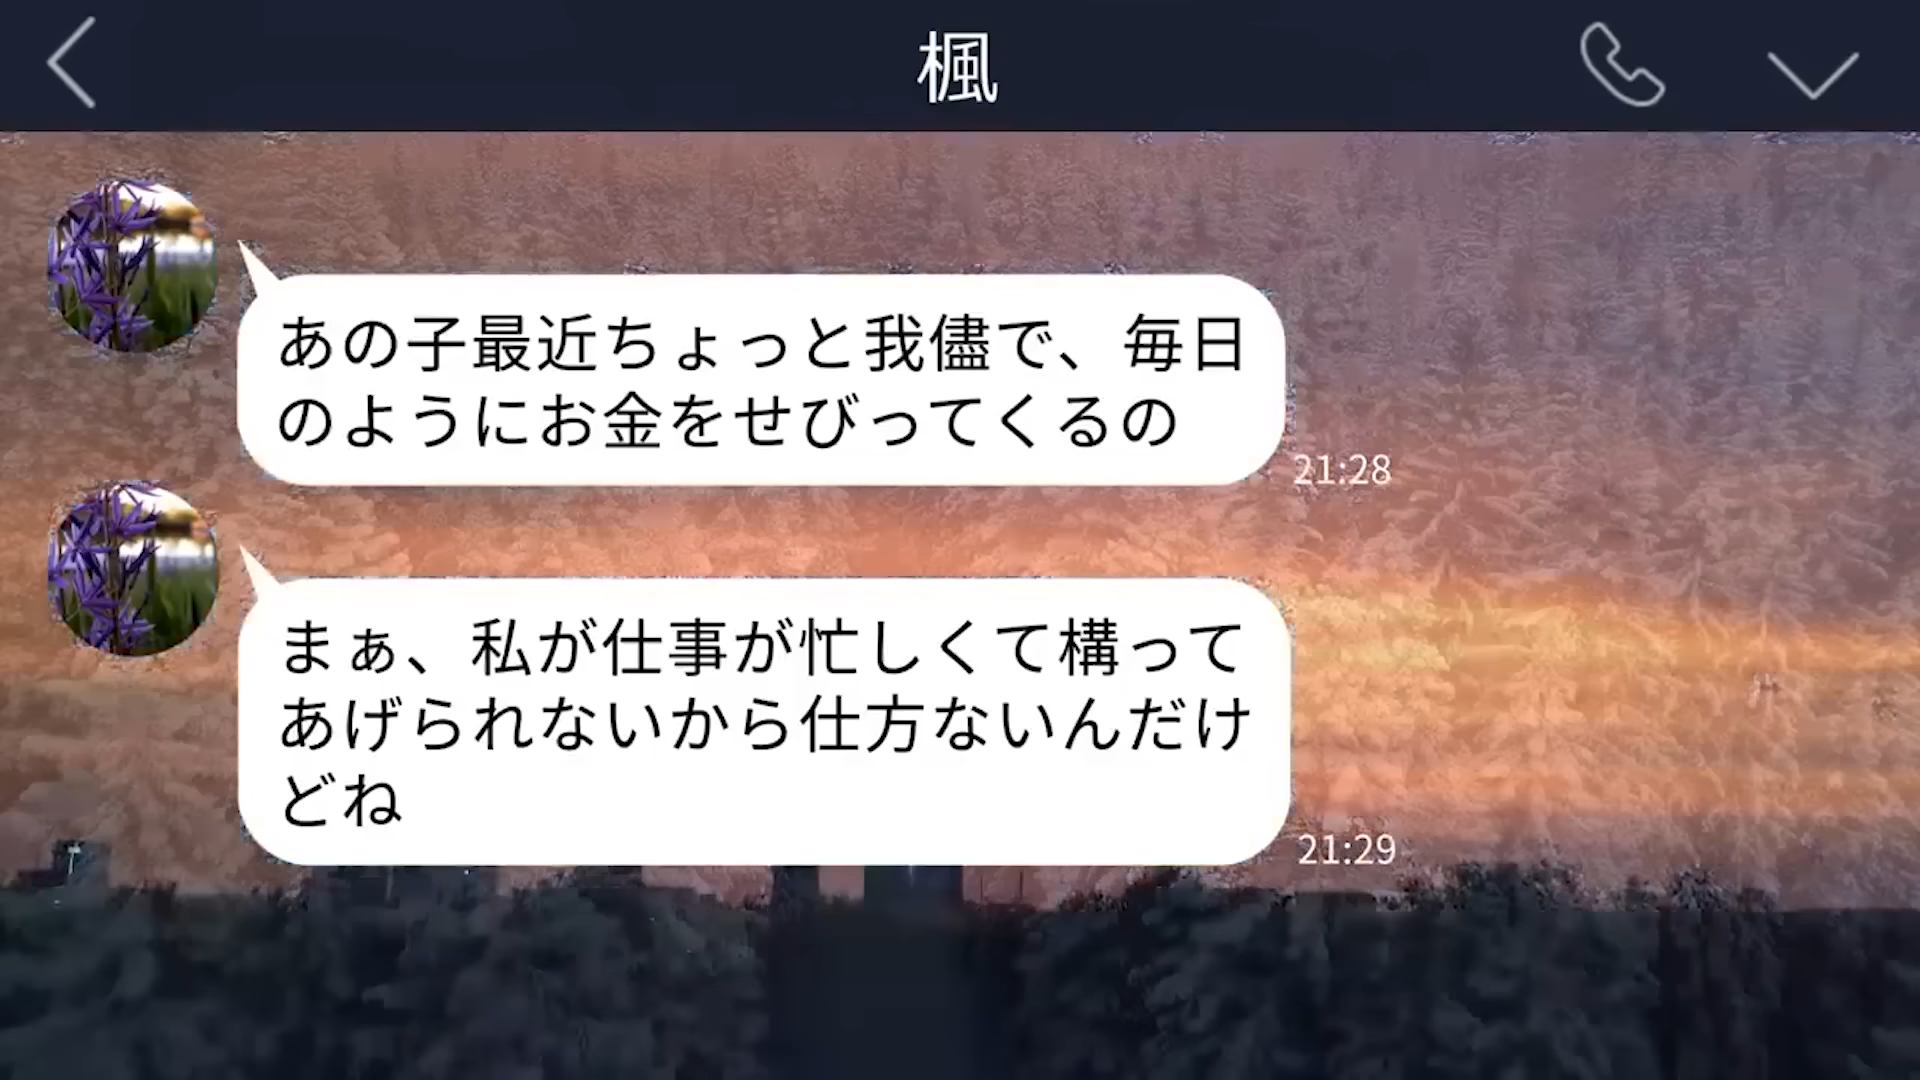 楓
あの子最近ちょっと我儘で、毎日
のようにお金をせびってくるの
21:28
まぁ、私が仕事が忙しくて構って
あげられないから仕方ないんだけ
どね
21:29